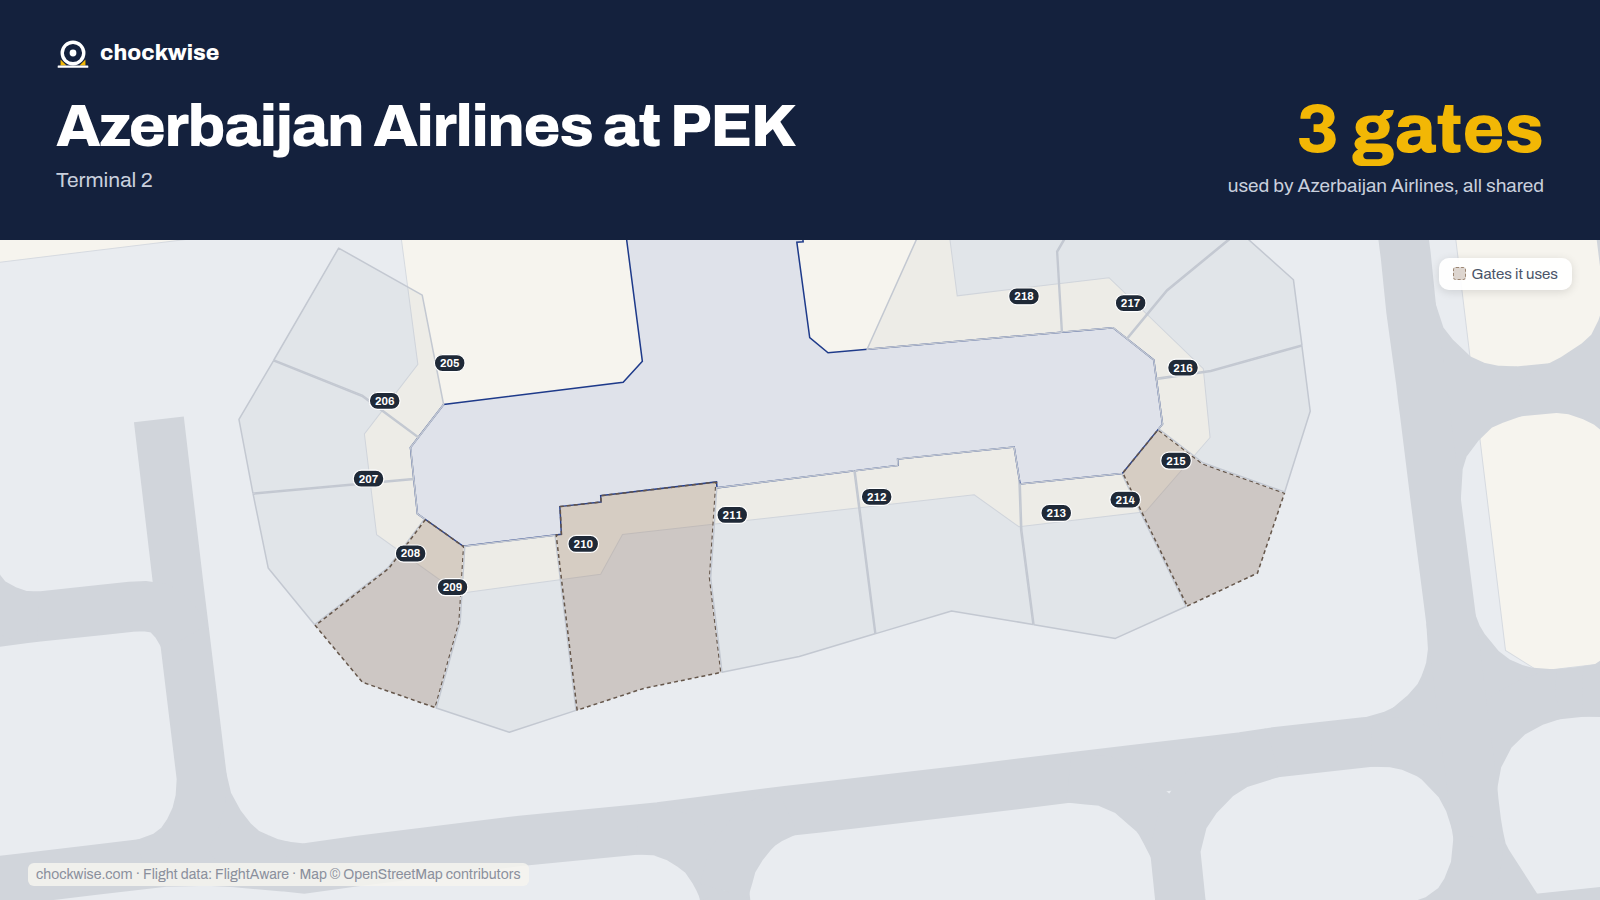 chockwise
Azerbaijan Airlines at PEK
Terminal 2
3 gates
used by Azerbaijan Airlines, all shared
Gates it uses
218
217
205
216
206
215
207
212
214
213
211
210
208
209
chockwise.com · Flight data: FlightAware · Map © OpenStreetMap contributors